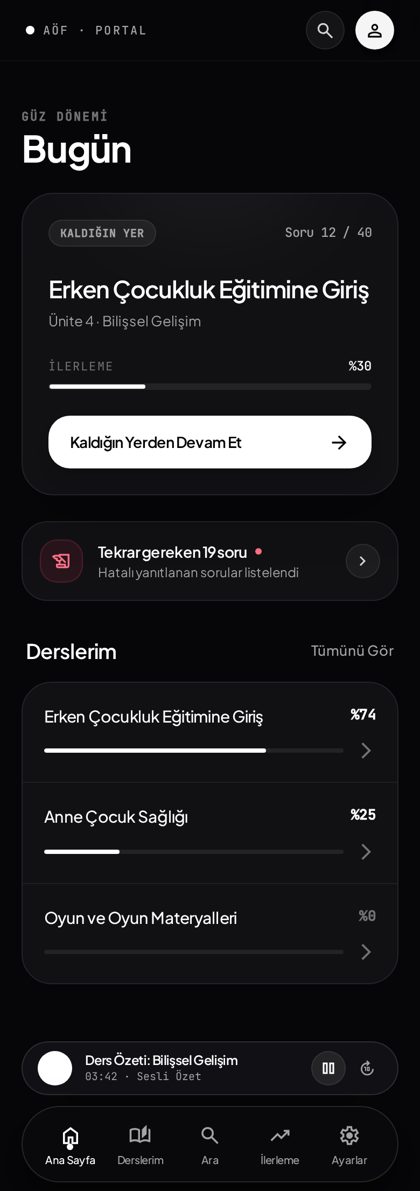 AÖF · PORTAL
GÜZ DÖNEMİ
Bugün
KALDIĞIN YER
Soru 12 / 40
Erken Çocukluk Eğitimine Giriş
Ünite 4 · Bilişsel Gelişim
İLERLEME
%30
Kaldığın Yerden Devam Et
Tekrar gereken 19 soru
Hatalı yanıtlanan sorular listelendi
Derslerim
Tümünü Gör
Erken Çocukluk Eğitimine Giriş
%74
Anne Çocuk Sağlığı
%25
Oyun ve Oyun Materyalleri
%0
Ders Özeti: Bilişsel Gelişim
03:42 · Sesli Özet
10
Ana Sayfa
Derslerim
Ara
İlerleme
Ayarlar